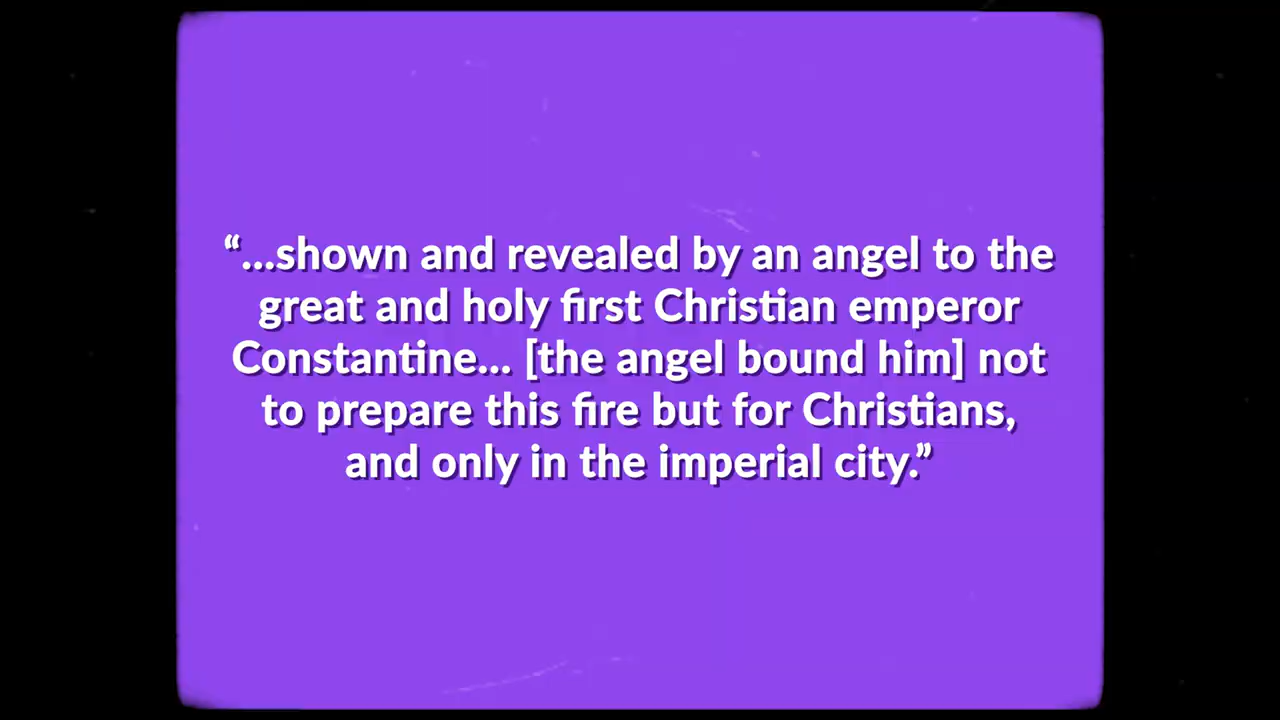 “...shown and revealed by an angel to the
great and holy first Christian emperor
Constantine... [the angel bound him] not
to prepare this fire but for Christians,
and only in the imperial city.”